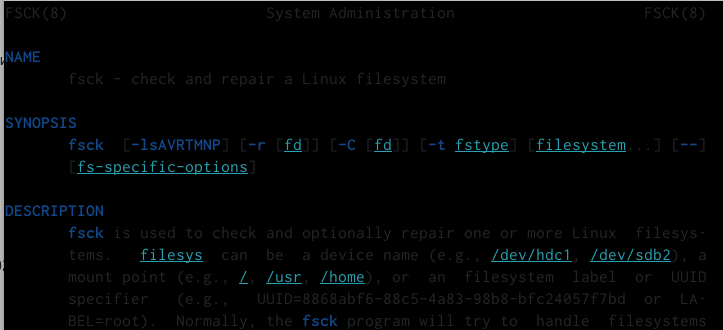 FSCK(8) System Administration FSCK(8)
NAME
fsck - check and repair a Linux filesystem
SYNOPSIS
fsck [-lsAVRTMNP] [-r [fd]] [-C [fd]] [-t fstype] [filesystem...] [--]
[fs-specific-options]
DESCRIPTION
fsck is used to check and optionally repair one or more Linux filesys-
tems. filesys can be a device name (e.g., /dev/hdc1, /dev/sdb2), a
mount point (e.g., /, /usr, /home), or an filesystem label or UUID
specifier (e.g., UUID=8868abf6-88c5-4a83-98b8-bfc24057f7bd or LA-
BEL=root). Normally, the fsck program will try to handle filesystems